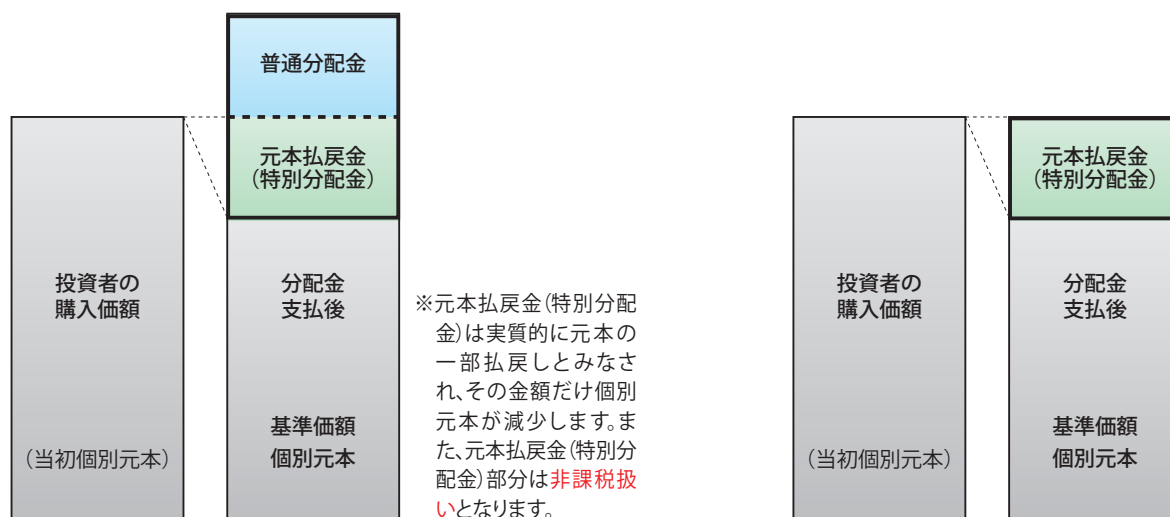 普通分配金
元本払戻金
（特別分配金）
投資者の
購入価額
（当初個別元本）
分配金
支払後
基準価額
個別元本
※元本払戻金（特別分配
金）は実質的に元本の
一部払戻しとみなさ
れ、その金額だけ個別
元本が減少します。ま
た、元本払戻金（特別分
配金）部分は非課税扱
いとなります。
元本払戻金
（特別分配金）
投資者の
購入価額
（当初個別元本）
分配金
支払後
基準価額
個別元本